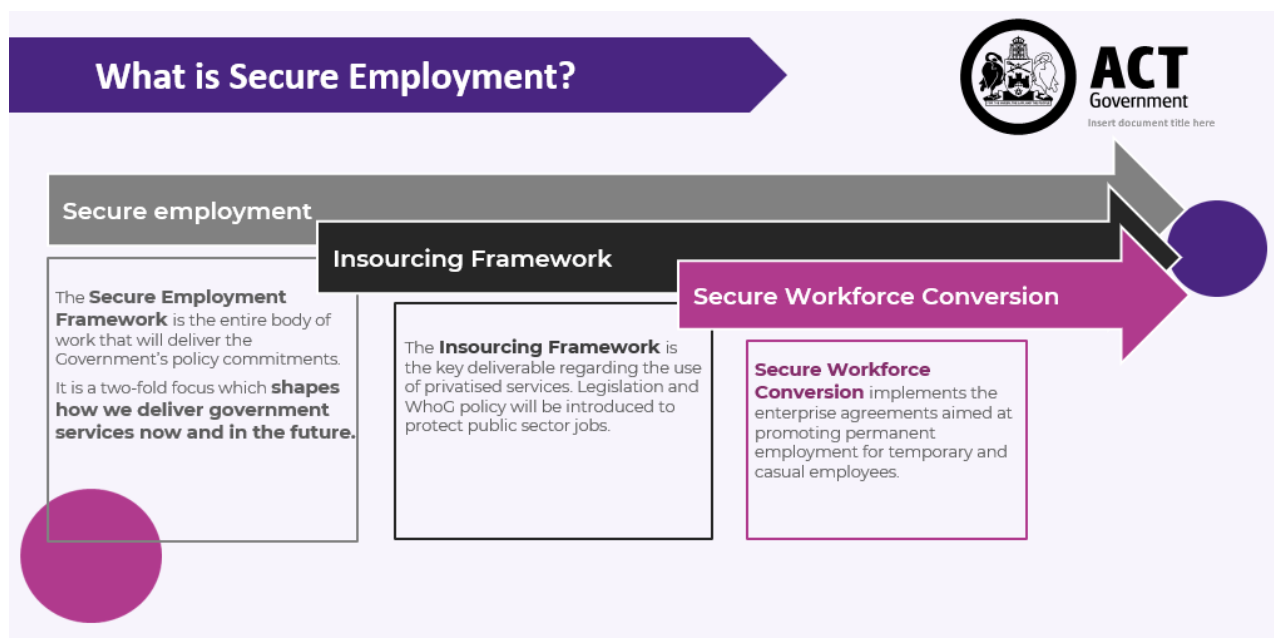 What is Secure Employment?
ACT
Government
Insert document title here
Secure employment
Insourcing Framework
Secure Workforce Conversion
The Secure Employment
Framework is the entire body of
work that will deliver the
Government's policy commitments.
It is a two-fold focus which shapes
how we deliver government
services now and in the future.
The Insourcing Framework is
the key deliverable regarding the use
of privatised services. Legislation and
WhoG policy will be introduced to
protect public sector jobs.
Secure Workforce
Conversion implements the
enterprise agreements aimed at
promoting permanent
employment for temporary and
casual employees.